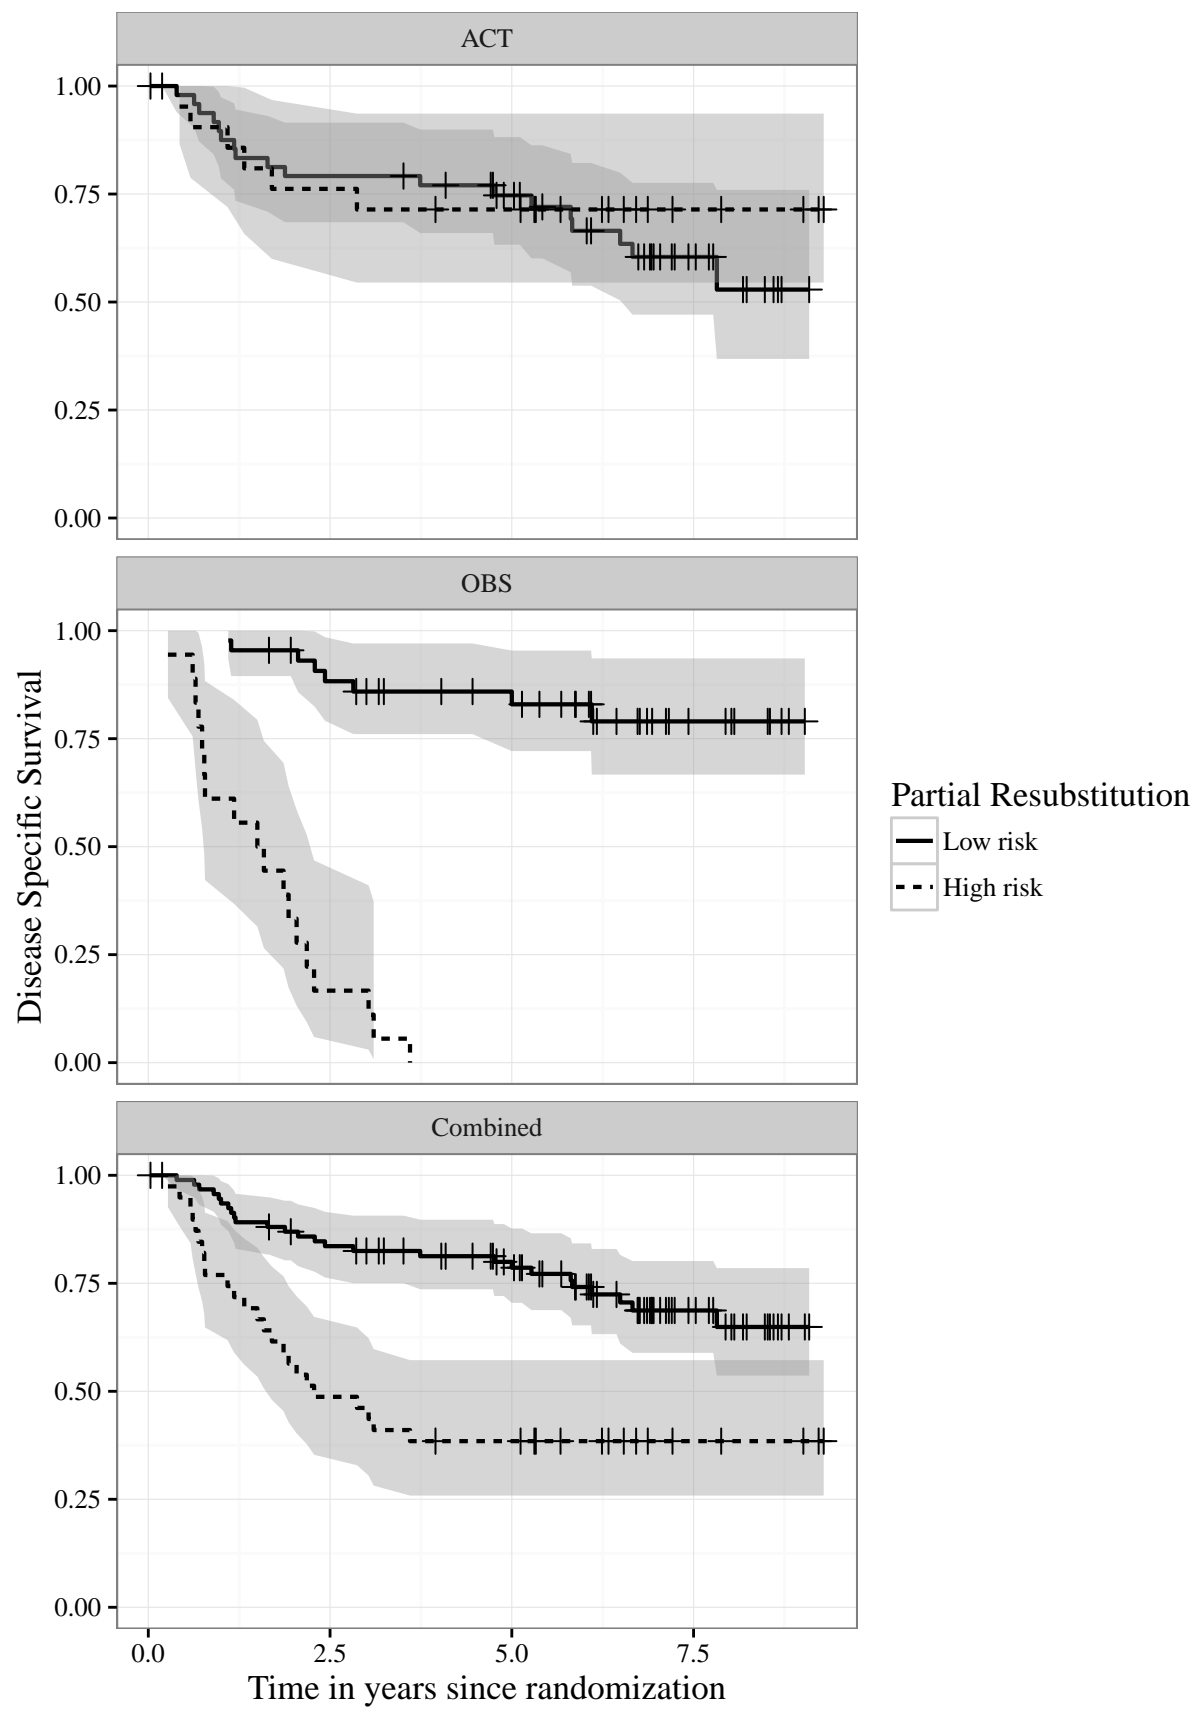 ACT
1.00
0.75
0.50
0.25
0.00
OBS
1.00
0.75
0.50
0.25
0.00
Disease Specific Survival
Partial Resubstitution
Low risk
High risk
Combined
1.00
0.75
0.50
0.25
0.00
0.0 2.5 5.0 7.5
Time in years since randomization